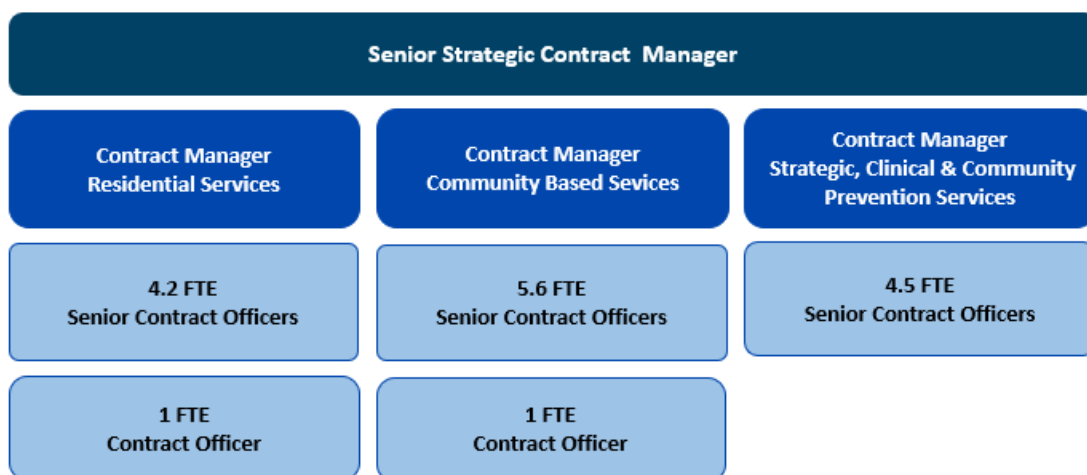 Senior Strategic Contract Manager
Contract Manager
Residential Services
Contract Manager
Community Based Sevices
Contract Manager
Strategic, Clinical & Community
Prevention Services
4.2 FTE
Senior Contract Officers
5.6 FTE
Senior Contract Officers
4.5 FTE
Senior Contract Officers
1 FTE
Contract Officer
1 FTE
Contract Officer